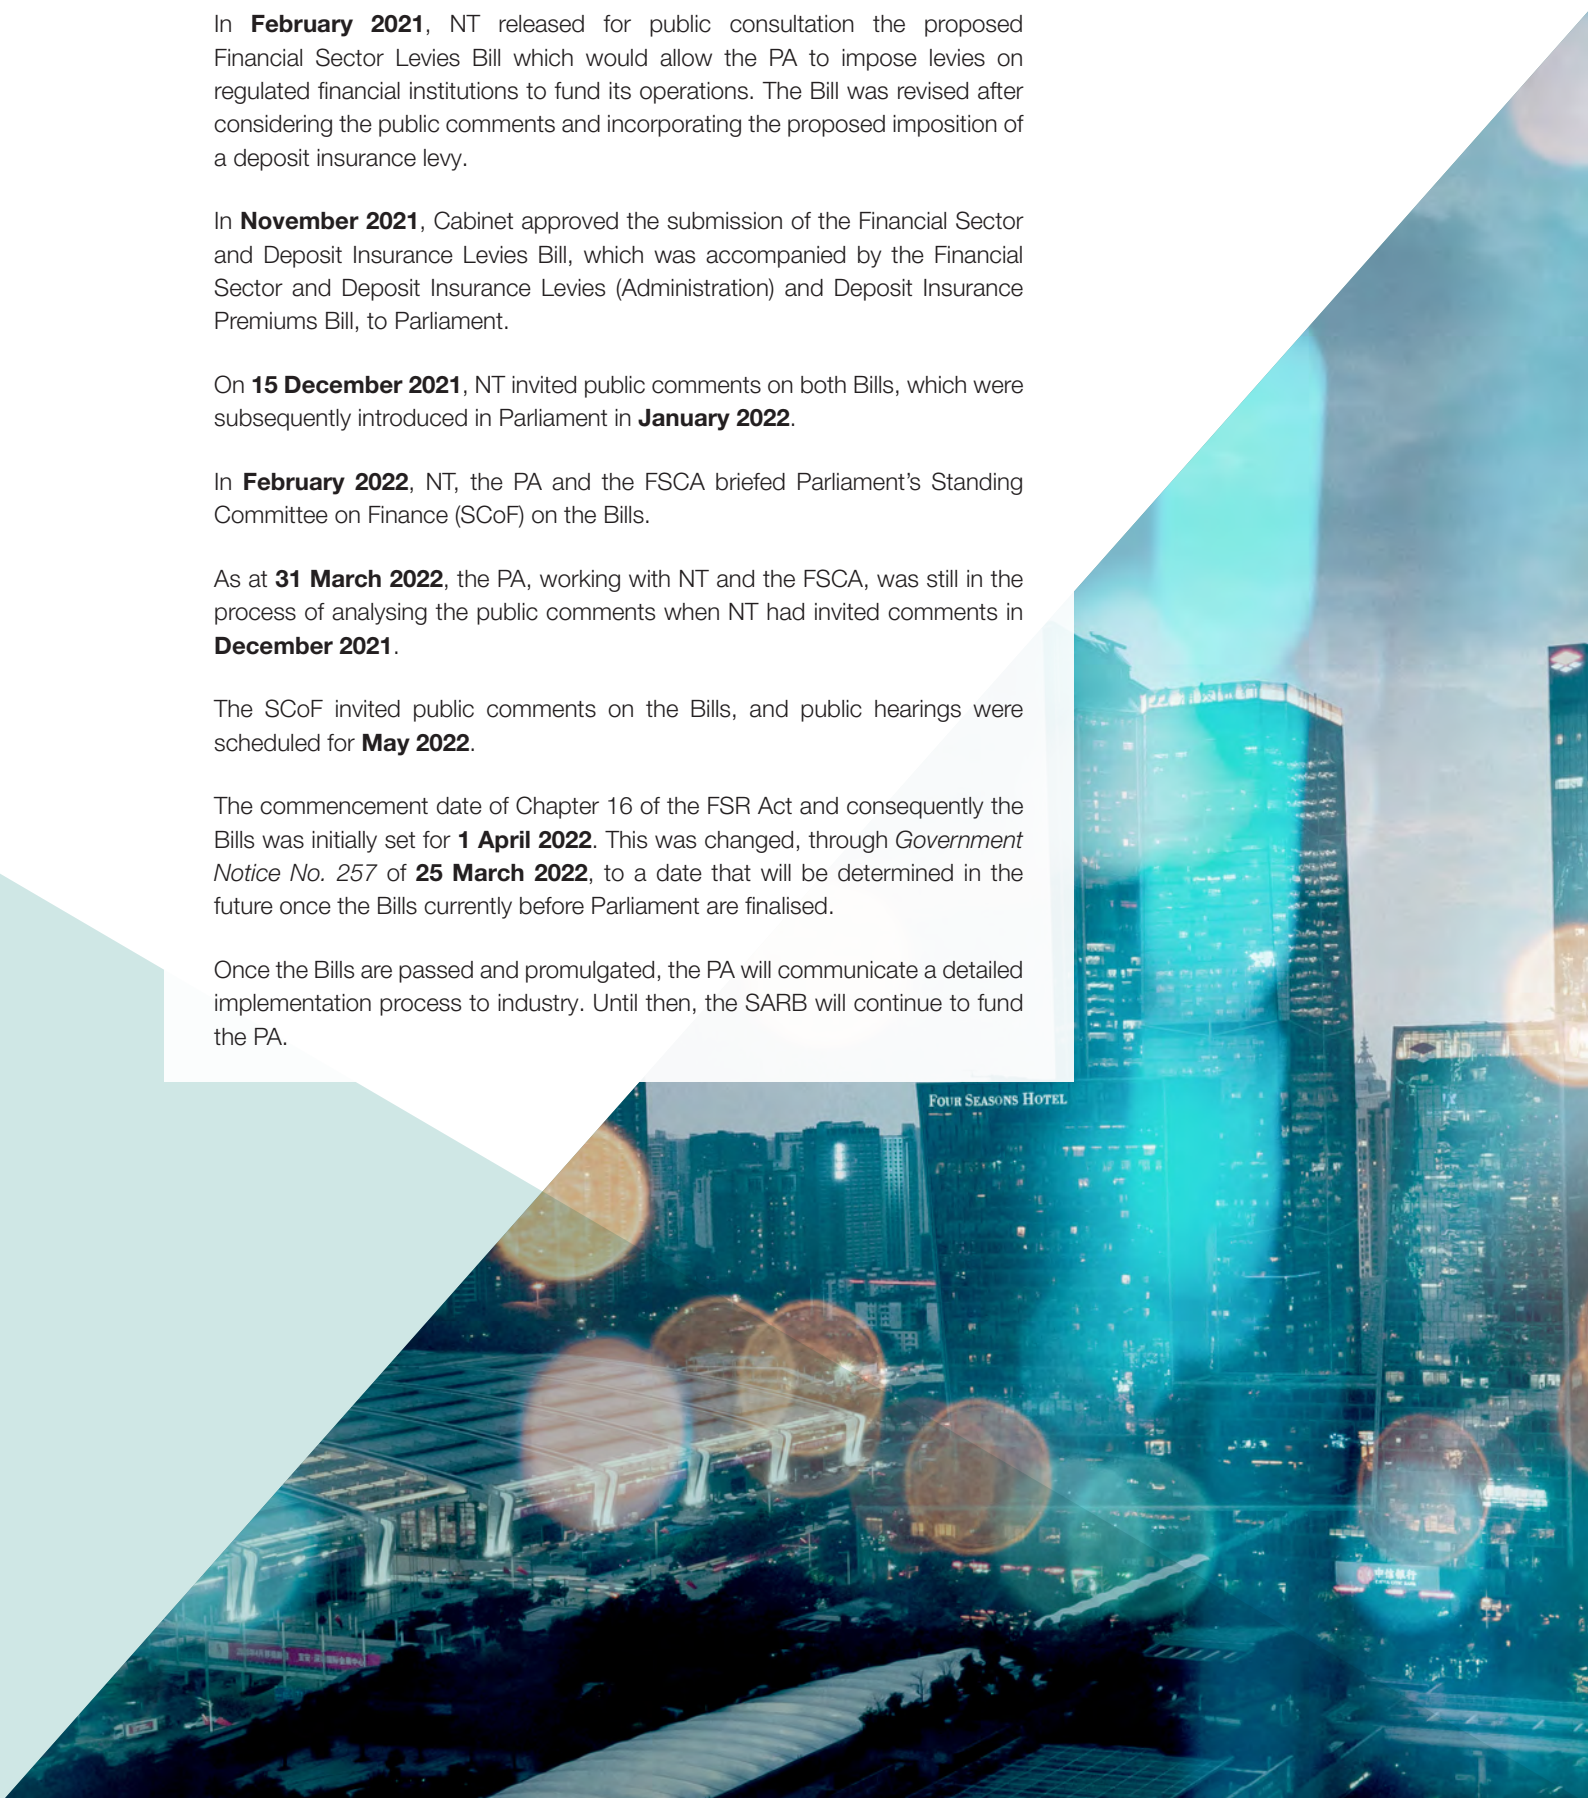 In February 2021, NT released for public consultation the proposed
Financial Sector Levies Bill which would allow the PA to impose levies on
regulated financial institutions to fund its operations. The Bill was revised after
considering the public comments and incorporating the proposed imposition of
a deposit insurance levy.
In November 2021, Cabinet approved the submission of the Financial Sector
and Deposit Insurance Levies Bill, which was accompanied by the Financial
Sector and Deposit Insurance Levies (Administration) and Deposit Insurance
Premiums Bill, to Parliament.
On 15 December 2021, NT invited public comments on both Bills, which were
subsequently introduced in Parliament in January 2022.
In February 2022, NT, the PA and the FSCA briefed Parliament’s Standing
Committee on Finance (SCoF) on the Bills.
As at 31 March 2022, the PA, working with NT and the FSCA, was still in the
process of analysing the public comments when NT had invited comments in
December 2021.
The SCoF invited public comments on the Bills, and public hearings were
scheduled for May 2022.
The commencement date of Chapter 16 of the FSR Act and consequently the
Bills was initially set for 1 April 2022. This was changed, through Government
Notice No. 257 of 25 March 2022, to a date that will be determined in the
future once the Bills currently before Parliament are finalised.
Once the Bills are passed and promulgated, the PA will communicate a detailed
implementation process to industry. Until then, the SARB will continue to fund
the PA.
FOUR SEASONS HOTEL
中信银行